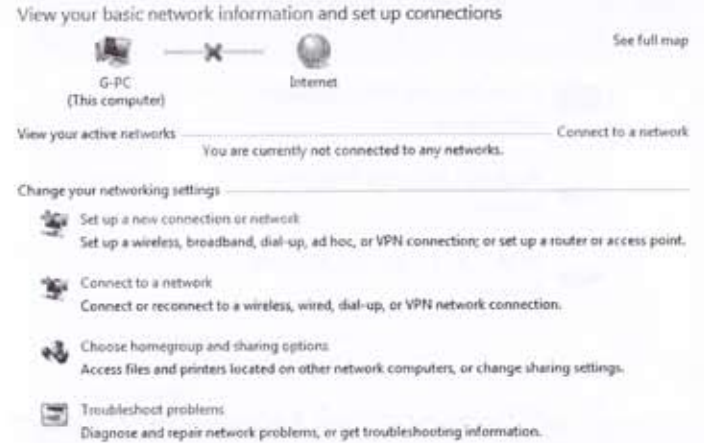 View your basic network information and set up connections
See full map
G-PC
(This computer)
Internet
View your active networks
Connect to a network
You are currently not connected to any networks.
Change your networking settings
Set up a new connection or network
Set up a wireless, broadband, dial-up, ad hoc, or VPN connection; or set up a router or access point.
Connect to a network
Connect or reconnect to a wireless, wired, dial-up, or VPN network connection.
Choose homegroup and sharing options
Access files and printers located on other network computers, or change sharing settings.
Troubleshoot problems
Diagnose and repair network problems, or get troubleshooting information.